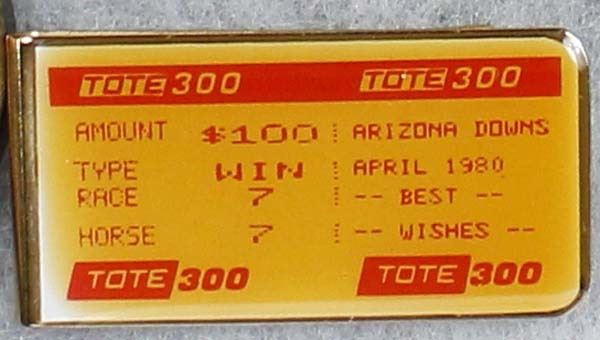 TOTE 300 TOTE 300
AMOUNT $100 ARIZONA DOWNS
TYPE WIN APRIL 1980
RACE 7 -- BEST --
HORSE 7 -- WISHES --
TOTE 300 TOTE 300